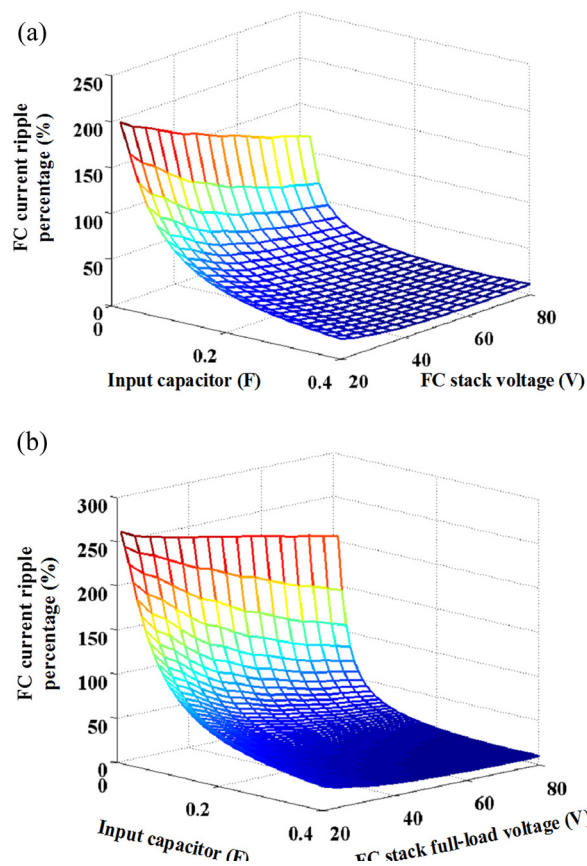 (a)
250
200
150
100
50
0
FC current ripple
percentage (%)
0
0.2
0.4
Input capacitor (F)
20
40
60
80
FC stack voltage (V)
(b)
300
250
200
150
100
50
0
FC current ripple
percentage (%)
0
0.2
0.4
Input capacitor (F)
20
40
60
80
FC stack full-load voltage (V)